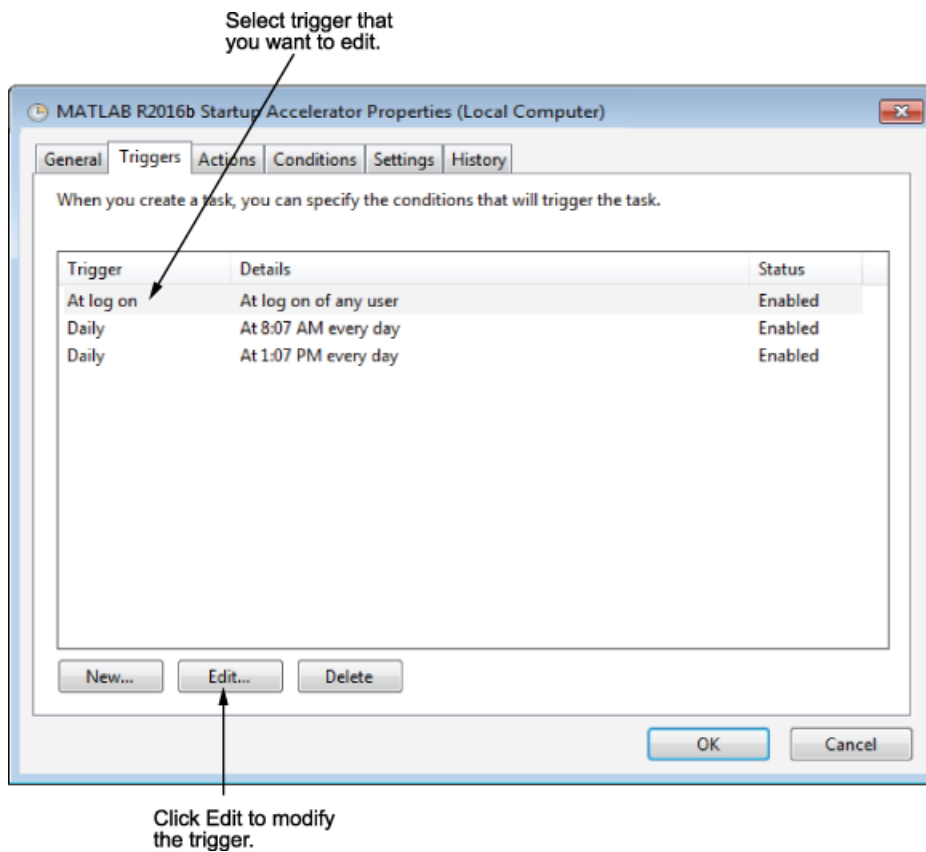 Select trigger that
you want to edit.
MATLAB R2016b Startup Accelerator Properties (Local Computer)
General Triggers Actions Conditions Settings History
When you create a task, you can specify the conditions that will trigger the task.
Trigger Details Status
At log on At log on of any user Enabled
Daily At 8:07 AM every day Enabled
Daily At 1:07 PM every day Enabled
New... Edit... Delete
OK Cancel
Click Edit to modify
the trigger.